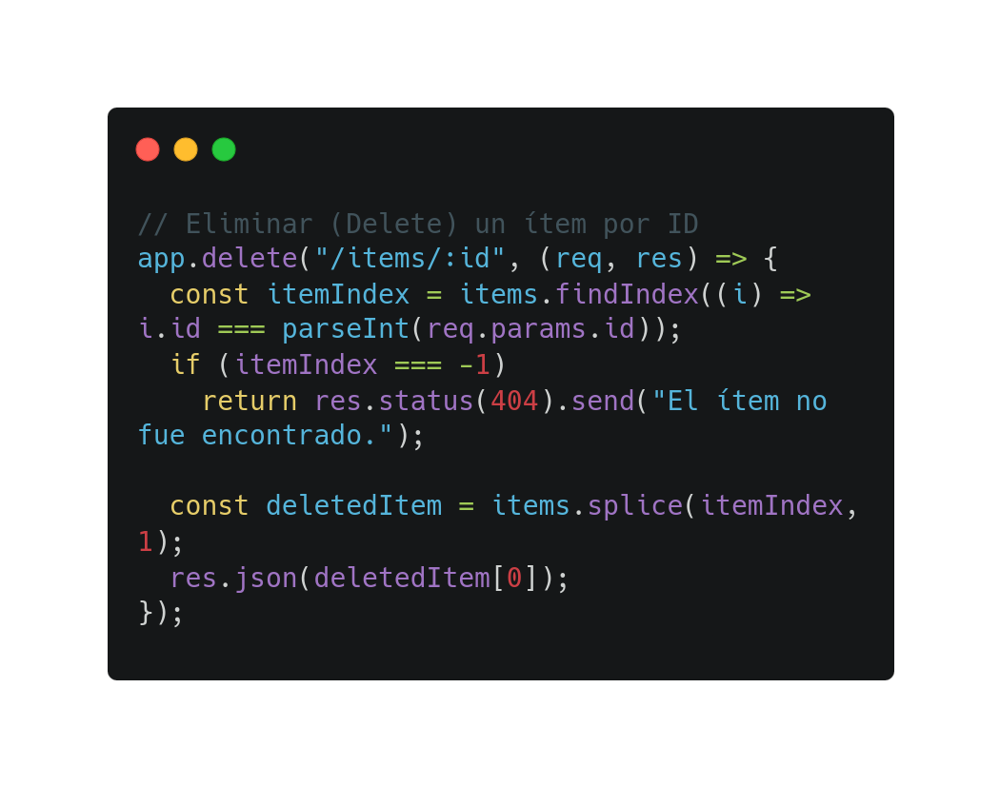 // Eliminar (Delete) un ítem por ID
app.delete("/items/:id", (req, res) => {
  const itemIndex = items.findIndex((i) =>
i.id === parseInt(req.params.id));
  if (itemIndex === -1)
    return res.status(404).send("El ítem no
fue encontrado.");

  const deletedItem = items.splice(itemIndex,
1);
  res.json(deletedItem[0]);
});